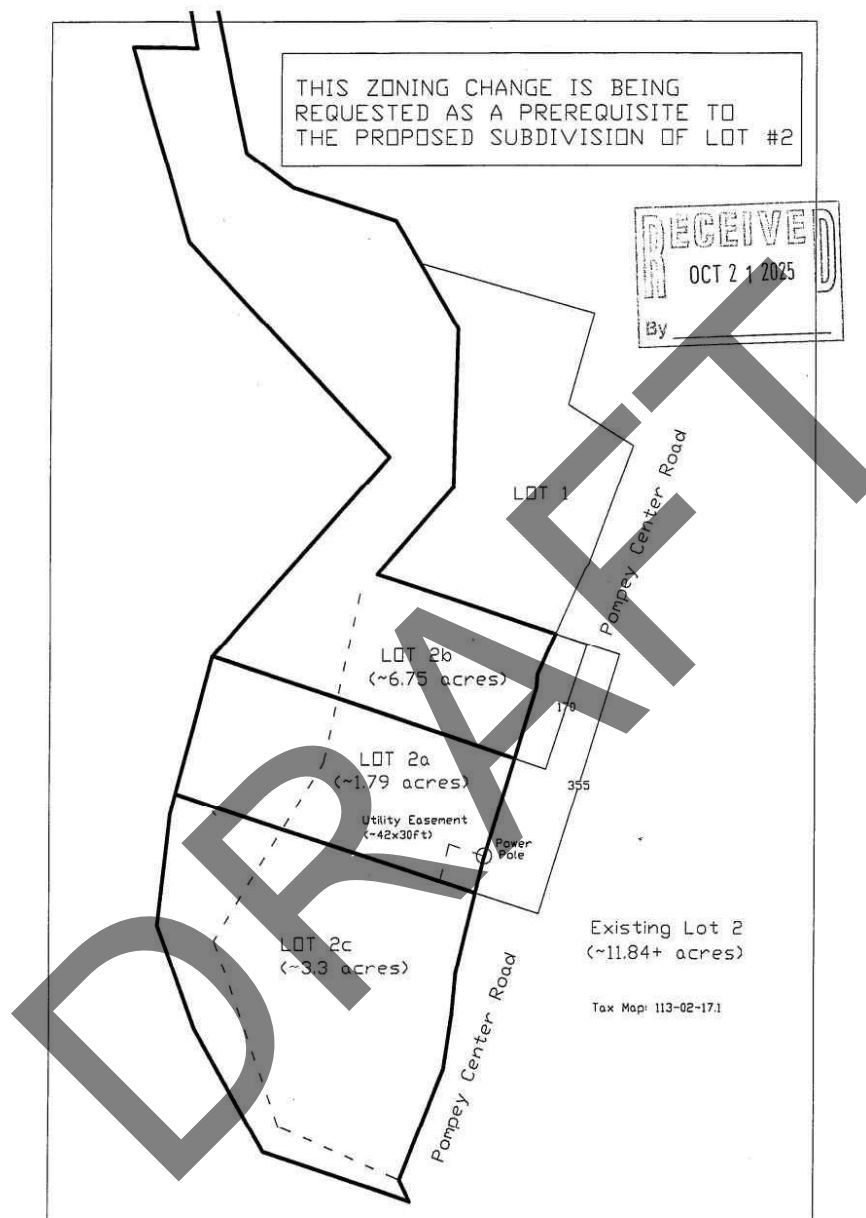 THIS ZONING CHANGE IS BEING
REQUESTED AS A PREREQUISITE TO
THE PROPOSED SUBDIVISION OF LOT #2
RECEIVED
OCT 21 2025
By
LOT 1
Pompey Center Road
LOT 2b
(~6.75 acres)
170
LOT 2a
(~1.79 acres)
355
Utility Easement
(~42x30ft)
Power
Pole
Existing Lot 2
(~11.84+ acres)
LOT 2c
(~3.3 acres)
Tax Map: 113-02-17.1
Pompey Center Road
DRAFT